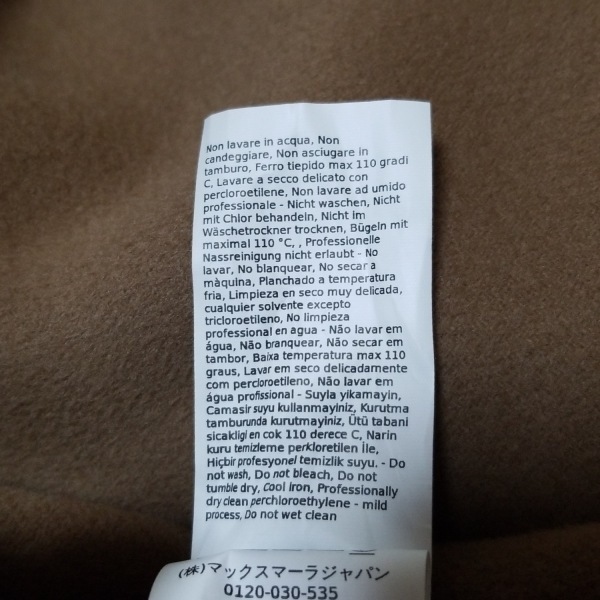 Non lavare in acqua, Non
candeggiare, Non asciugare in
tamburo, Ferro tiepido max 110 gradi
C, Lavare a secco delicato con
percloroetilene, Non lavare ad umido
professionale - Nicht waschen, Nicht
mit Chlor behandeln, Nicht im
Wäschetrockner trocknen, Bügeln mit
maximal 110 °C, , Professionelle
Nassreinigung nicht erlaubt - No
lavar, No blanquear, No secar a
màquina, Planchado a temperatura
fria, Limpieza en seco muy delicada,
cualquier solvente excepto
tricloroetileno, No limpieza
professional en agua - Não lavar em
água, Não branquear, Não secar em
tambor, Baixa temperatura max 110
graus, Lavar em seco delicadamente
com percloroetileno, Não lavar em
água profissional - Suyla yikamayin,
Camasir suyu kullanmayiniz, Kurutma
tamburunda kurutmayiniz, Ütü tabani
sicakligi en cok 110 derece C, Narin
kuru temizleme perkloretilen İle,
Hiçbir profesyonel temizlik suyu. - Do
not wash, Do not bleach, Do not
tumble dry, Cool iron, Professionally
dry clean perchloroethylene - mild
process, Do not wet clean
(株)マックスマーラジャパン
0120-030-535